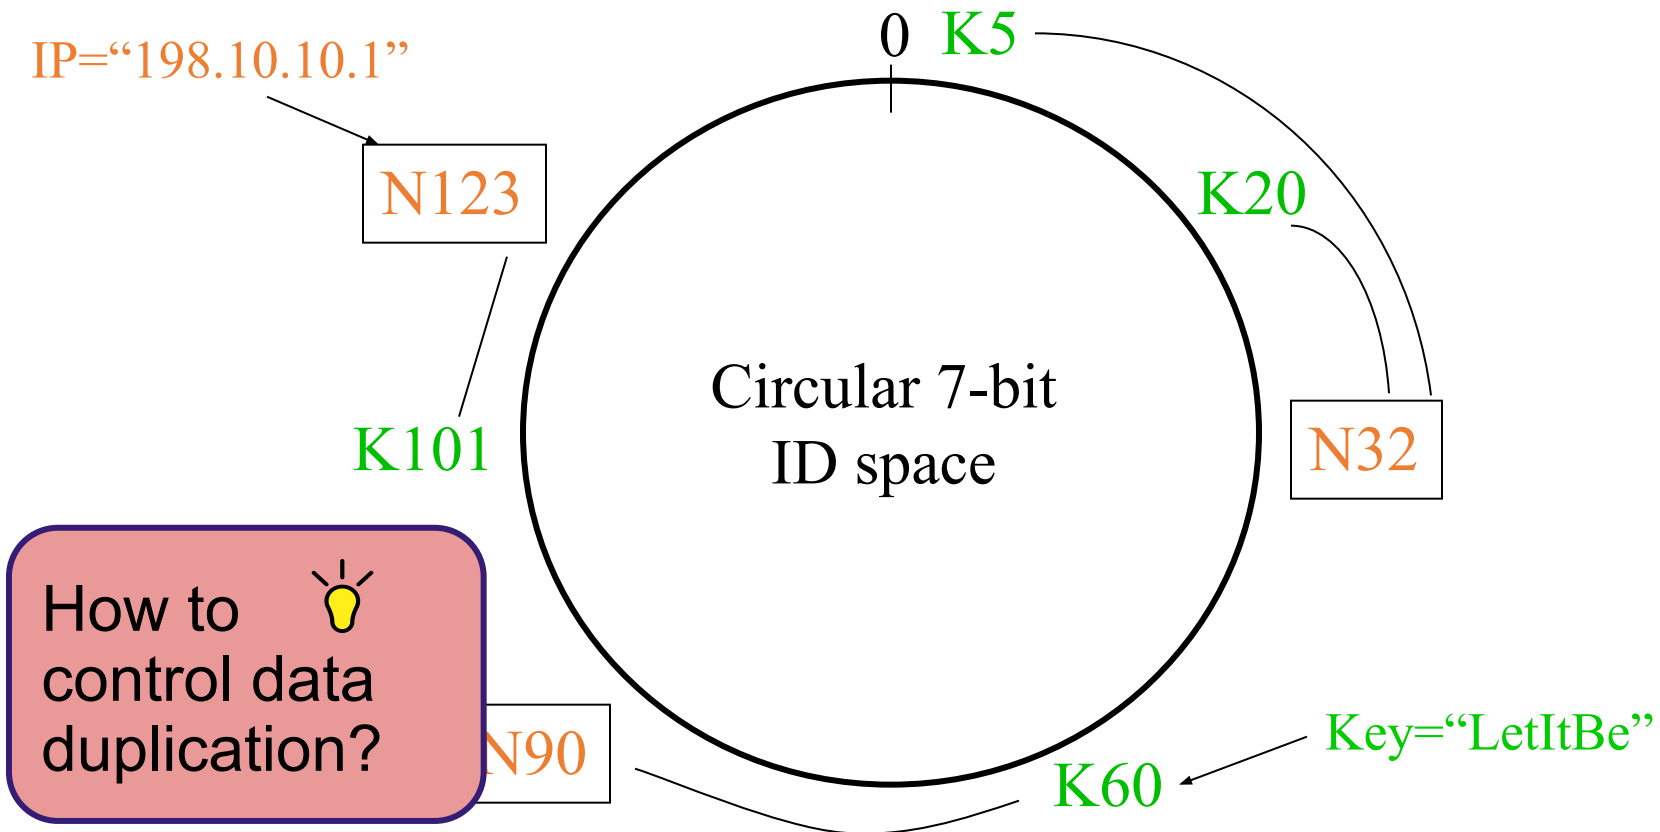 0 K5
IP=“198.10.10.1”
N123
K20
Circular 7-bit
ID space
K101
N32
How to
control data
duplication?
N90
Key=“LetItBe”
K60